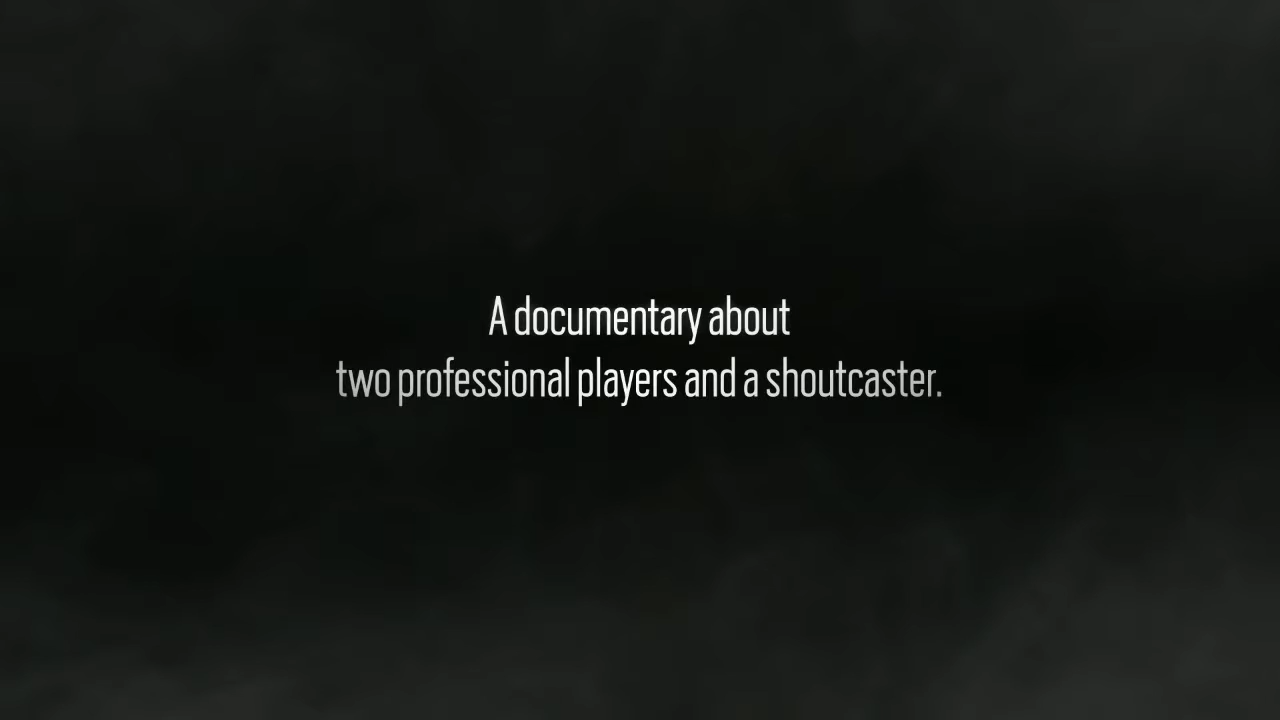 A documentary about
two professional players and a shoutcaster.